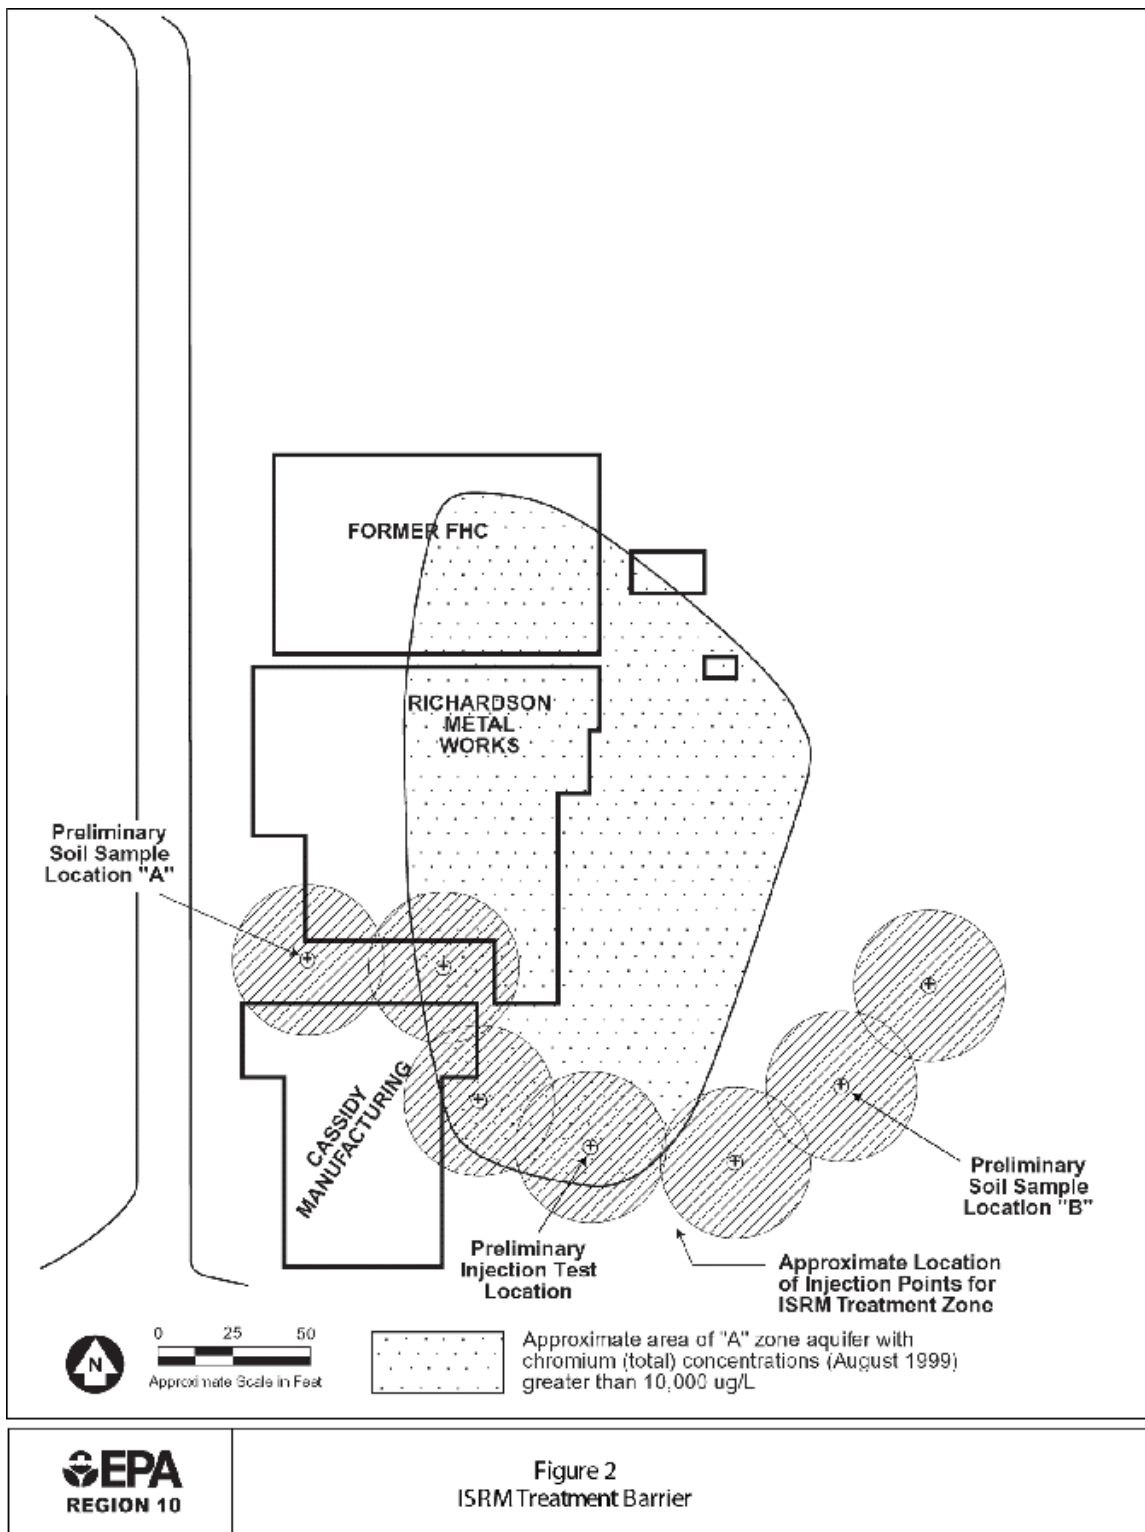 FORMER FHC
RICHARDSON
METAL
WORKS
Preliminary
Soil Sample
Location "A"
CASSIDY
MANUFACTURING
Preliminary
Soil Sample
Location "B"
Preliminary
Injection Test
Location
Approximate Location
of Injection Points for
ISRM Treatment Zone
N
0 25 50
Approximate Scale in Feet
Approximate area of "A" zone aquifer with
chromium (total) concentrations (August 1999)
greater than 10,000 ug/L
EPA
REGION 10
Figure 2
ISRM Treatment Barrier